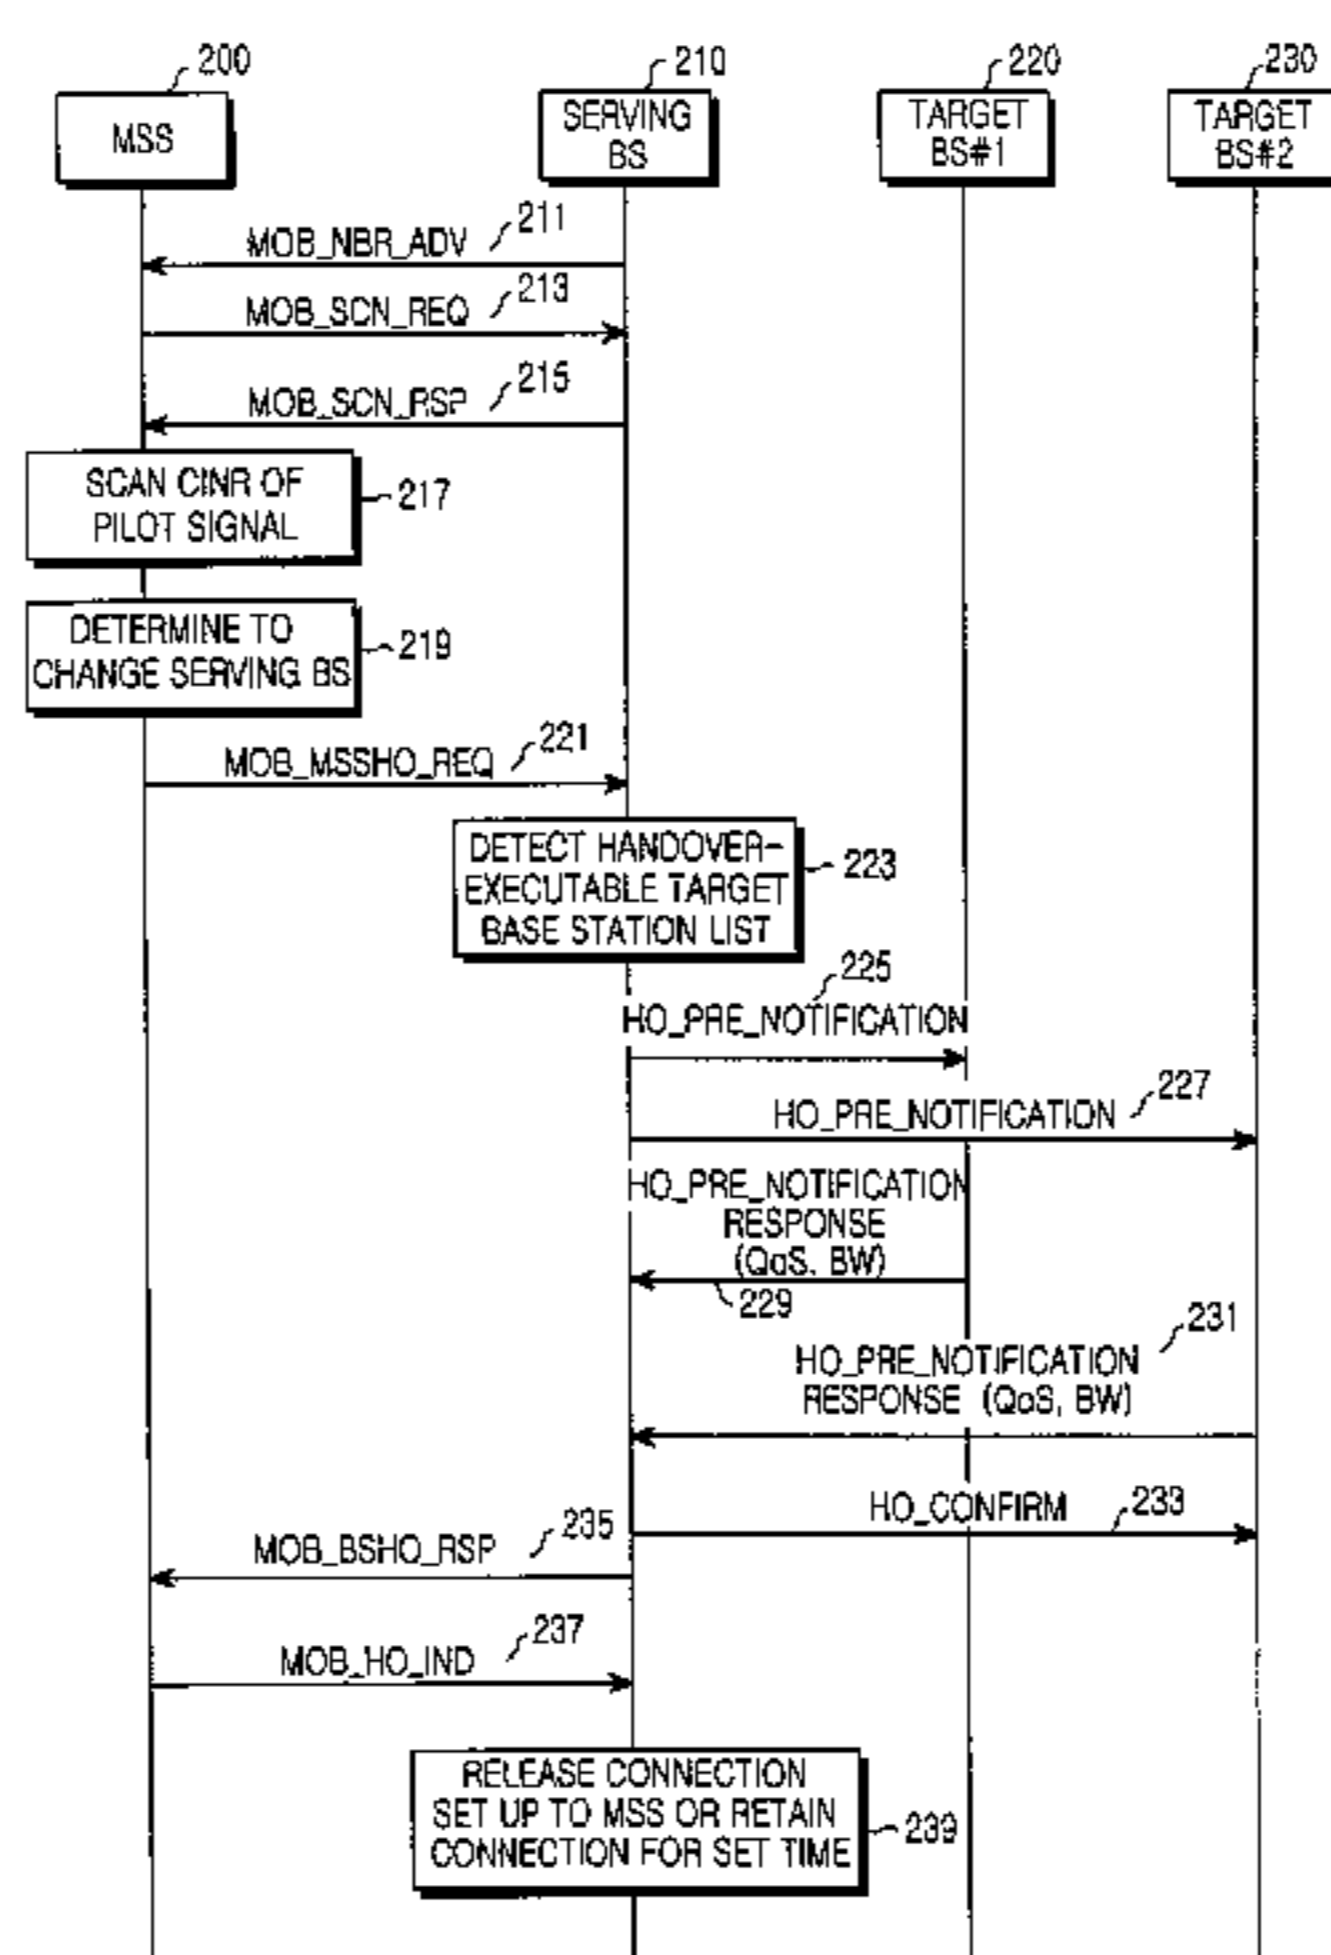 200
210
220
230
MSS
SERVING
BS
TARGET
BS#1
TARGET
BS#2
MOB_NBR_ADV
211
MOB_SCN_REQ
213
MOB_SCN_RSP
215
SCAN CINR OF
PILOT SIGNAL
217
DETERMINE TO
CHANGE SERVING BS
219
MOB_MSSHO_REQ
221
DETECT HANDOVER-
EXECUTABLE TARGET
BASE STATION LIST
223
225
HO_PRE_NOTIFICATION
227
HO_PRE_NOTIFICATION
HO_PRE_NOTIFICATION
RESPONSE
(QoS, BW)
229
231
HO_PRE_NOTIFICATION
RESPONSE (QoS, BW)
HO_CONFIRM
233
MOB_BSHO_RSP
235
MOB_HO_IND
237
RELEASE CONNECTION
SET UP TO MSS OR RETAIN
CONNECTION FOR SET TIME
239